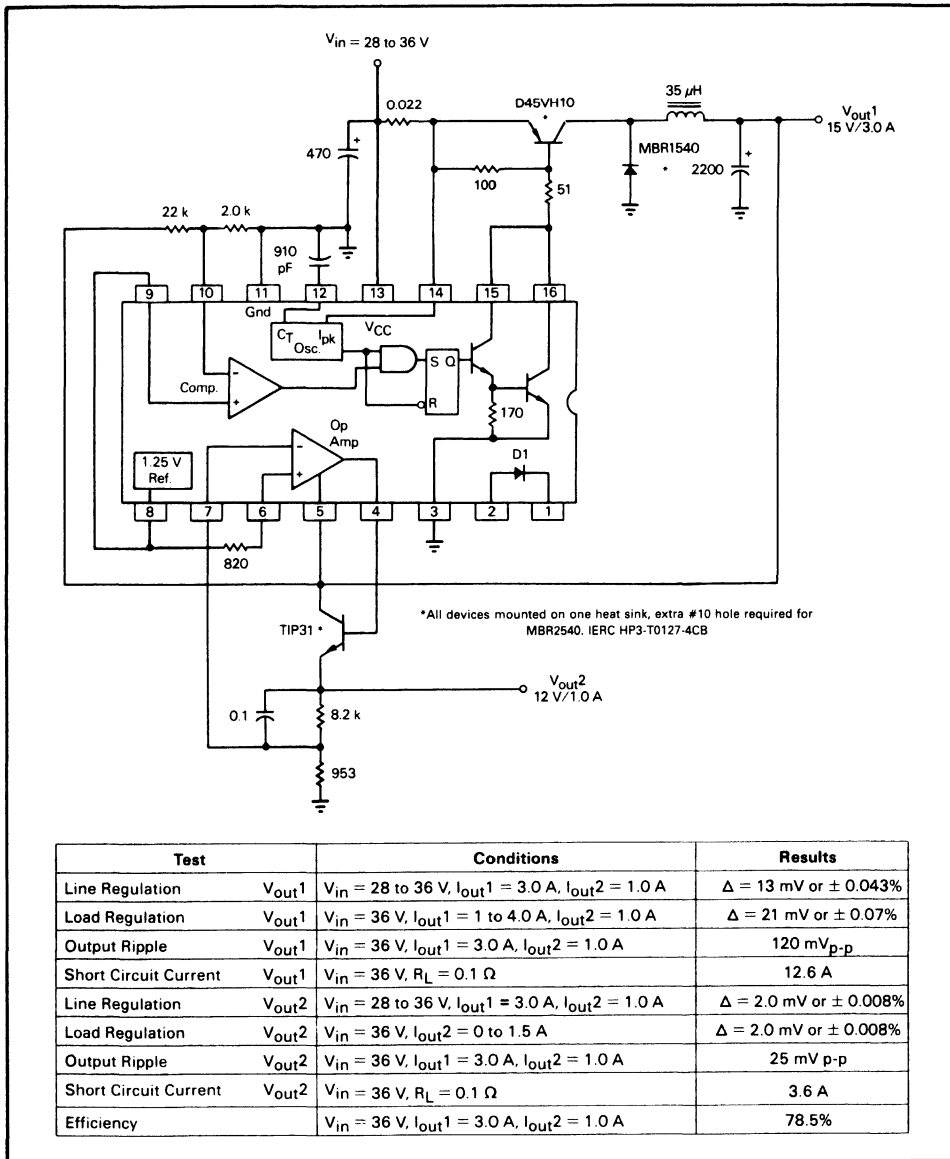 Vin = 28 to 36 V
0.022
D45VH10
*
35 μH
Vout1
15 V/3.0 A
+
470
100
51
MBR1540
*
+
2200
22 k
2.0 k
910
pF
9
10
11
12
13
14
15
16
Gnd
CT
Ipk
Osc.
VCC
S Q
R
Comp.
-
+
170
Op
Amp
-
+
D1
1.25 V
Ref.
8
7
6
5
4
3
2
1
820
TIP31 *
*All devices mounted on one heat sink, extra #10 hole required for
MBR2540. IERC HP3-T0127-4CB
Vout2
12 V/1.0 A
0.1
8.2 k
953
Test Conditions Results
Line Regulation Vout1 Vin = 28 to 36 V, Iout1 = 3.0 A, Iout2 = 1.0 A Δ = 13 mV or ± 0.043%
Load Regulation Vout1 Vin = 36 V, Iout1 = 1 to 4.0 A, Iout2 = 1.0 A Δ = 21 mV or ± 0.07%
Output Ripple Vout1 Vin = 36 V, Iout1 = 3.0 A, Iout2 = 1.0 A 120 mVp-p
Short Circuit Current Vout1 Vin = 36 V, RL = 0.1 Ω 12.6 A
Line Regulation Vout2 Vin = 28 to 36 V, Iout1 = 3.0 A, Iout2 = 1.0 A Δ = 2.0 mV or ± 0.008%
Load Regulation Vout2 Vin = 36 V, Iout2 = 0 to 1.5 A Δ = 2.0 mV or ± 0.008%
Output Ripple Vout2 Vin = 36 V, Iout1 = 3.0 A, Iout2 = 1.0 A 25 mV p-p
Short Circuit Current Vout2 Vin = 36 V, RL = 0.1 Ω 3.6 A
Efficiency Vin = 36 V, Iout1 = 3.0 A, Iout2 = 1.0 A 78.5%